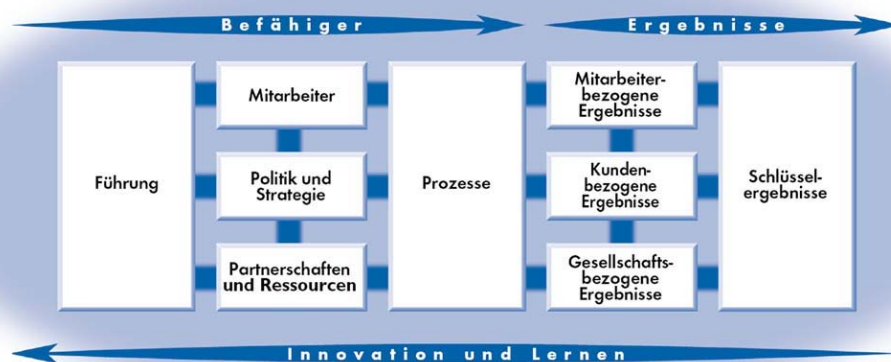 Befähiger
Ergebnisse
Führung
Mitarbeiter
Politik und
Strategie
Partnerschaften
und Ressourcen
Prozesse
Mitarbeiter-
bezogene
Ergebnisse
Kunden-
bezogene
Ergebnisse
Gesellschafts-
bezogene
Ergebnisse
Schlüssel-
ergebnisse
Innovation und Lernen